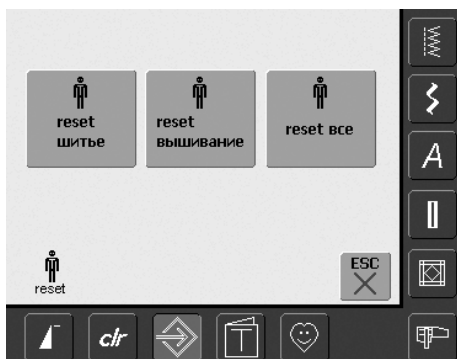 reset
шитье
reset
вышивание
reset все
reset
ESC
A
clr
T